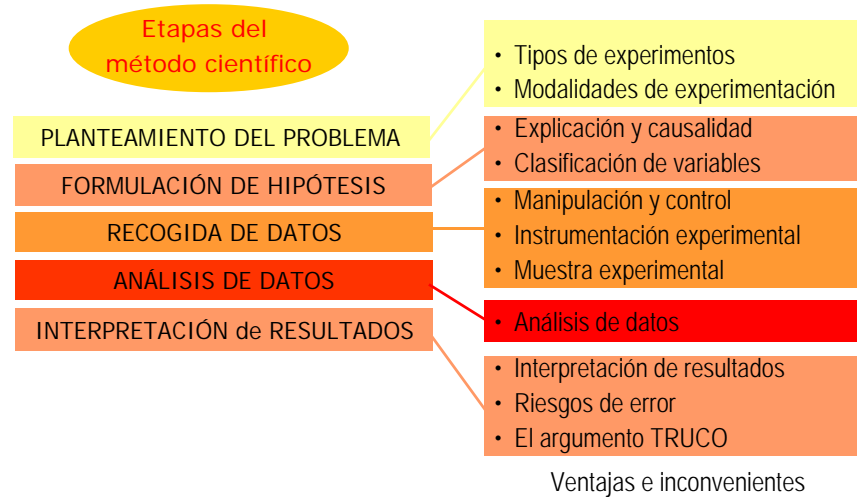 Etapas del
método científico
PLANTEAMIENTO DEL PROBLEMA
FORMULACIÓN DE HIPÓTESIS
RECOGIDA DE DATOS
ANÁLISIS DE DATOS
INTERPRETACIÓN de RESULTADOS
• Tipos de experimentos
• Modalidades de experimentación
• Explicación y causalidad
• Clasificación de variables
• Manipulación y control
• Instrumentación experimental
• Muestra experimental
• Análisis de datos
• Interpretación de resultados
• Riesgos de error
• El argumento TRUCO
Ventajas e inconvenientes